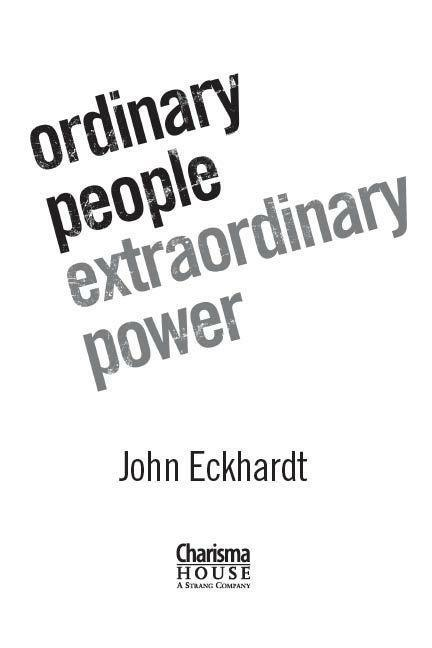 ordinary
people
extraordinary
power
John Eckhardt
Charisma
HOUSE
A STRANG COMPANY